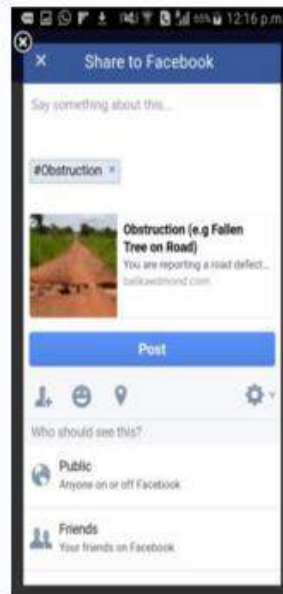 65% 12:16 p.m.
× Share to Facebook
Say something about this...
#Obstruction ×
Obstruction (e.g Fallen
Tree on Road)
You are reporting a road defect...
Post
Who should see this?
Public
Anyone on or off Facebook
Friends
Your friends on Facebook